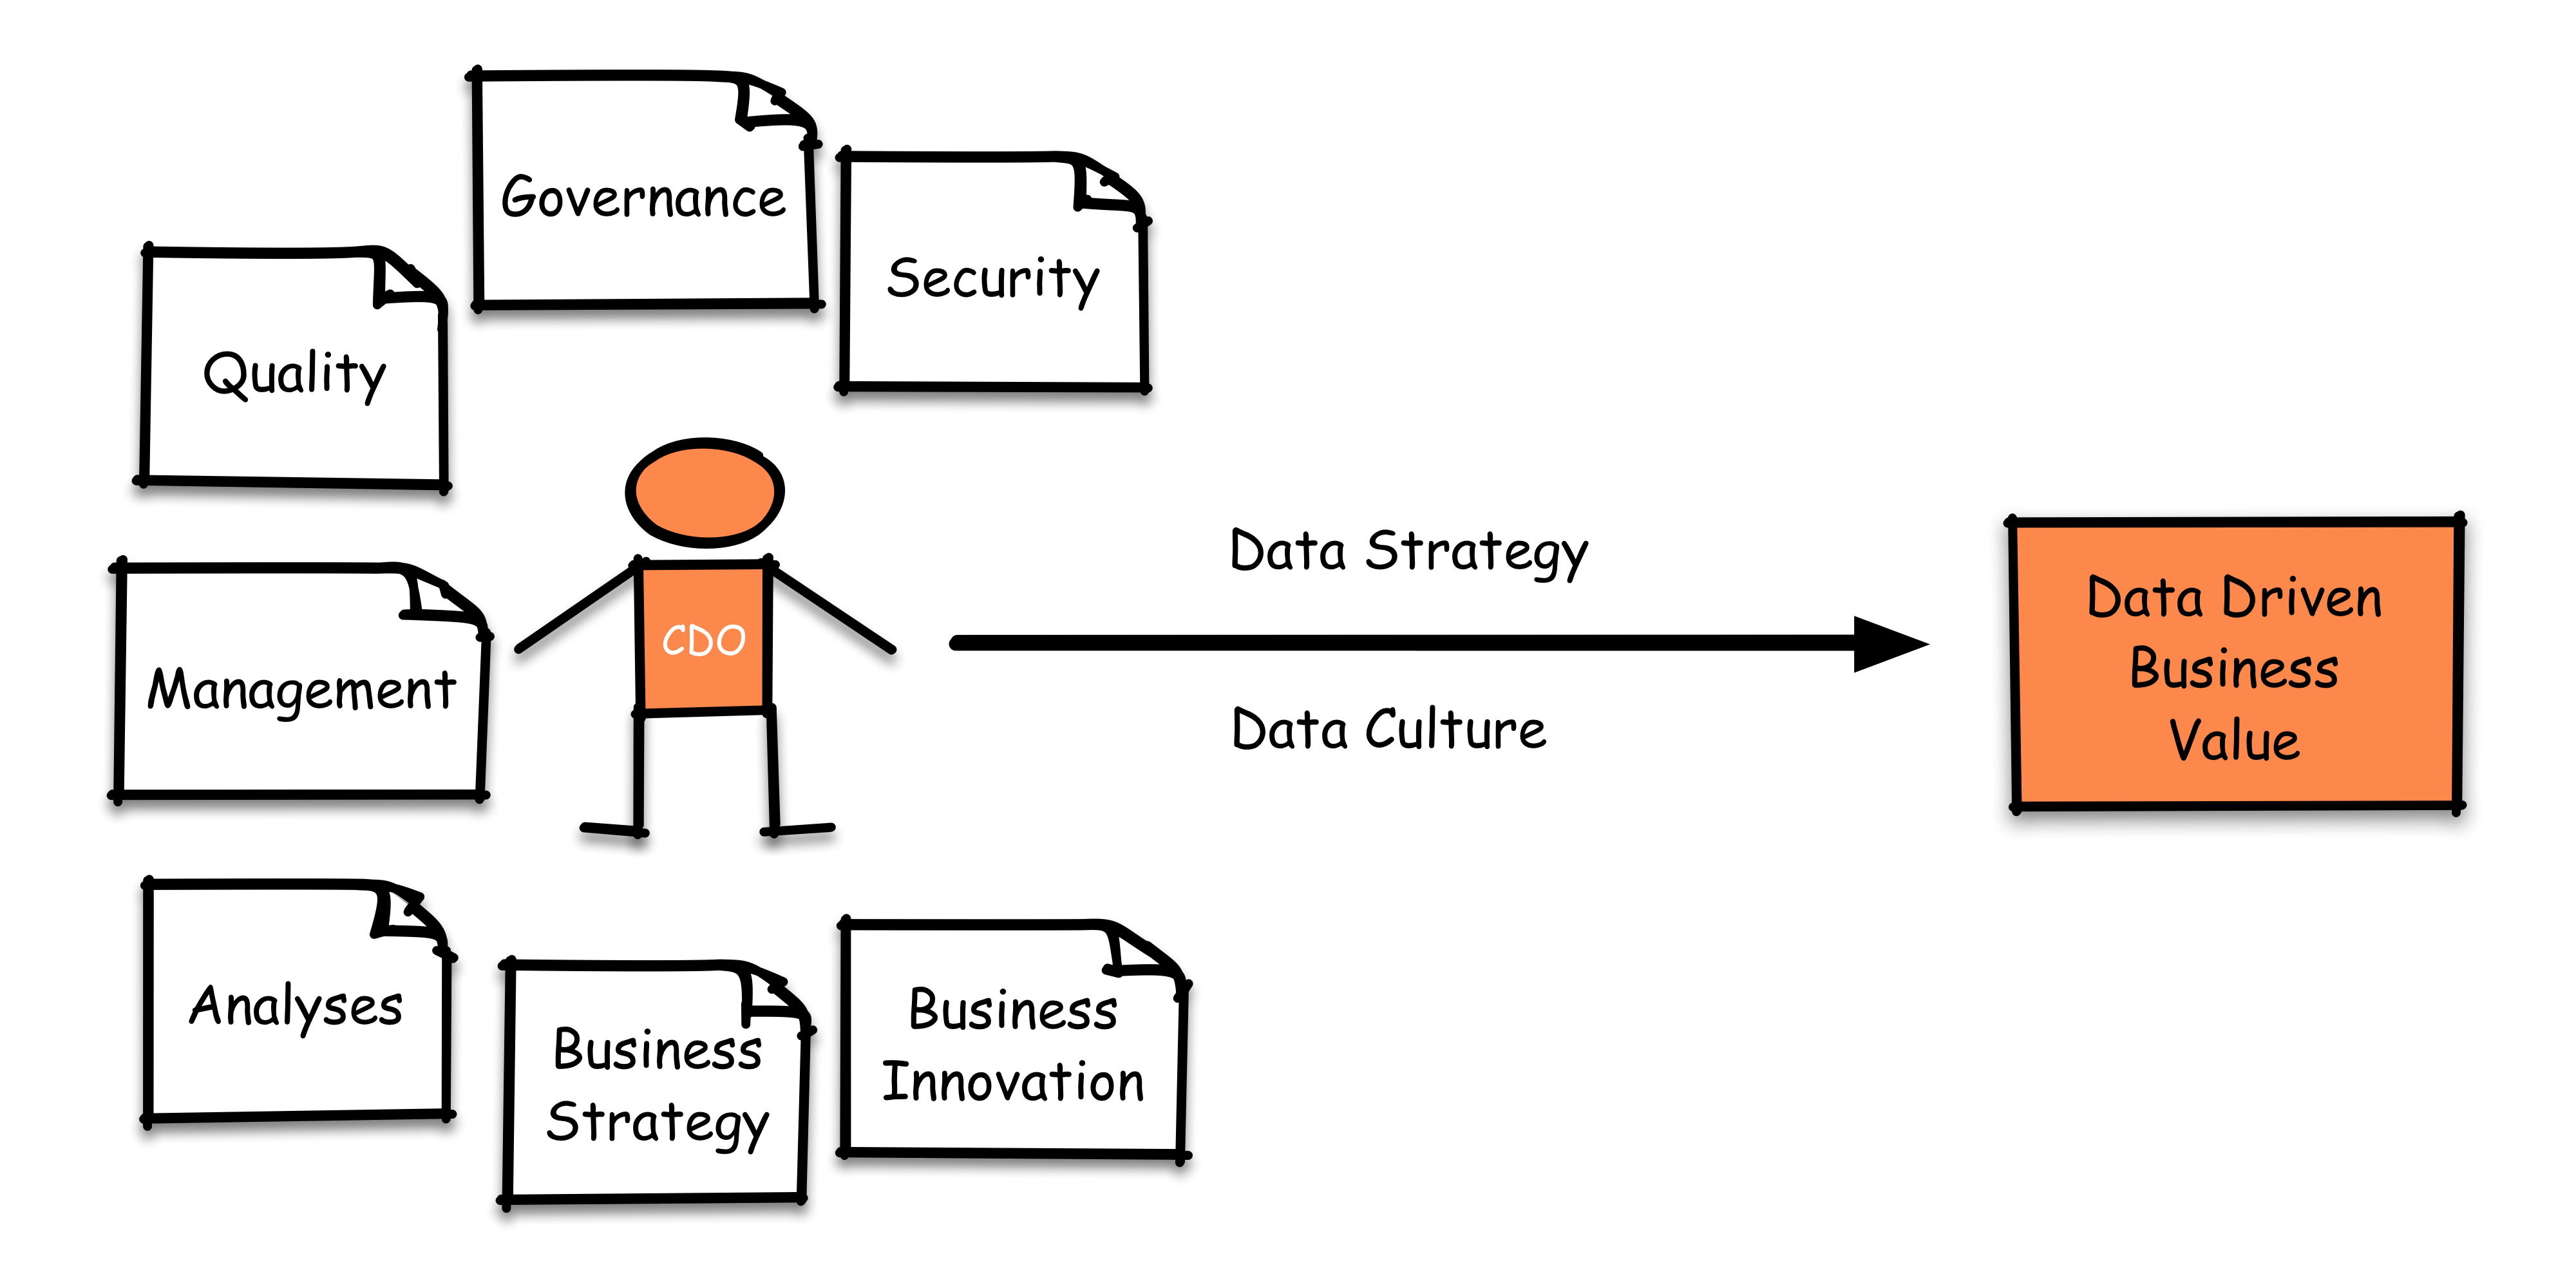 Governance
Security
Quality
CDO
Management
Data Strategy
Data Culture
Data Driven
Business
Value
Analyses
Business
Strategy
Business
Innovation